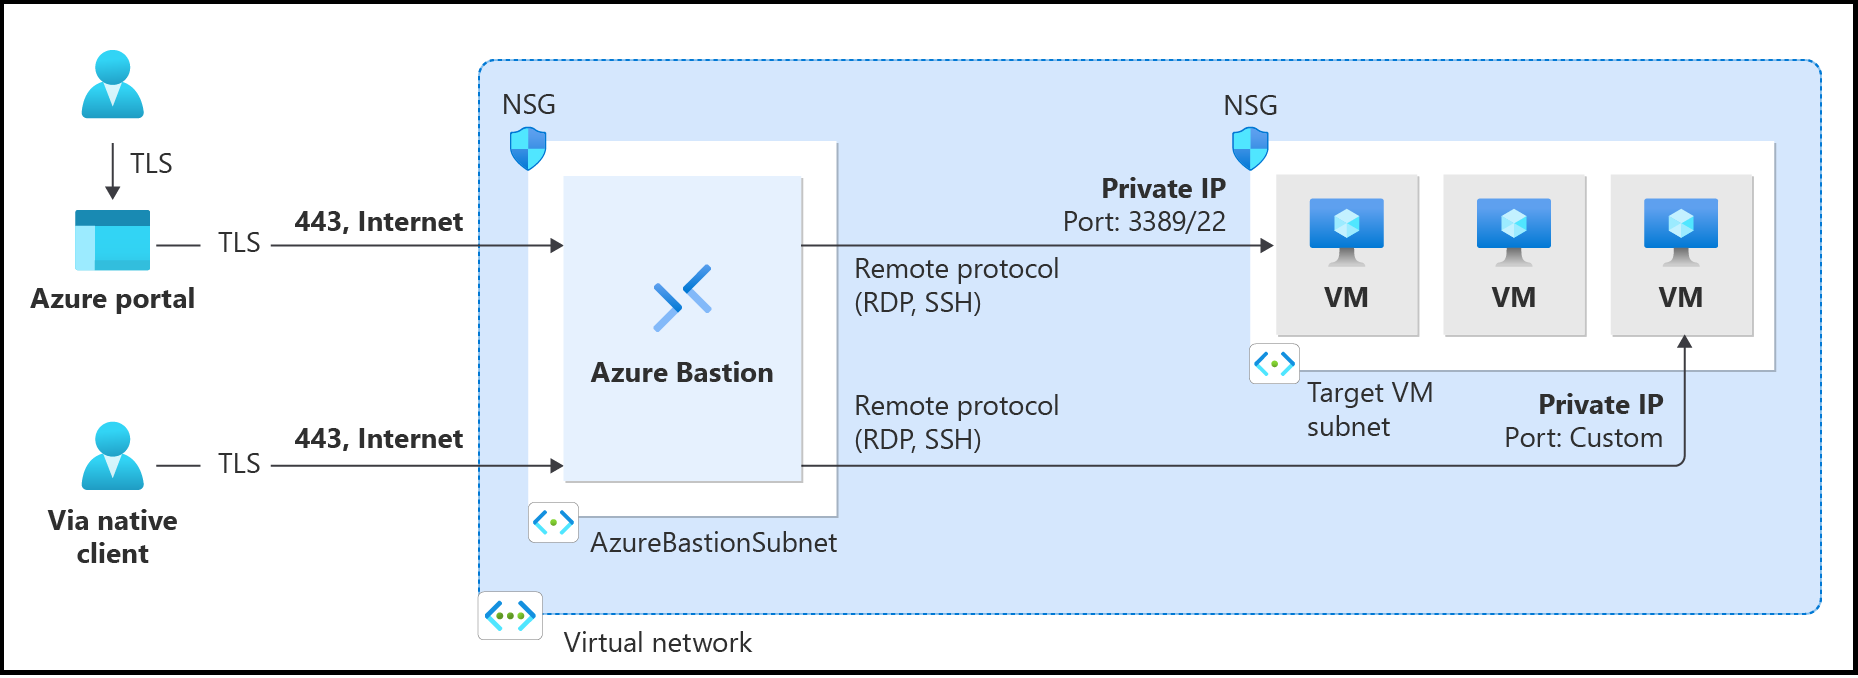 TLS
Azure portal
TLS
443, Internet
Via native
client
TLS
443, Internet
NSG
Azure Bastion
AzureBastionSubnet
Virtual network
Private IP
Port: 3389/22
Remote protocol
(RDP, SSH)
Remote protocol
(RDP, SSH)
NSG
VM
VM
VM
Target VM
subnet
Private IP
Port: Custom